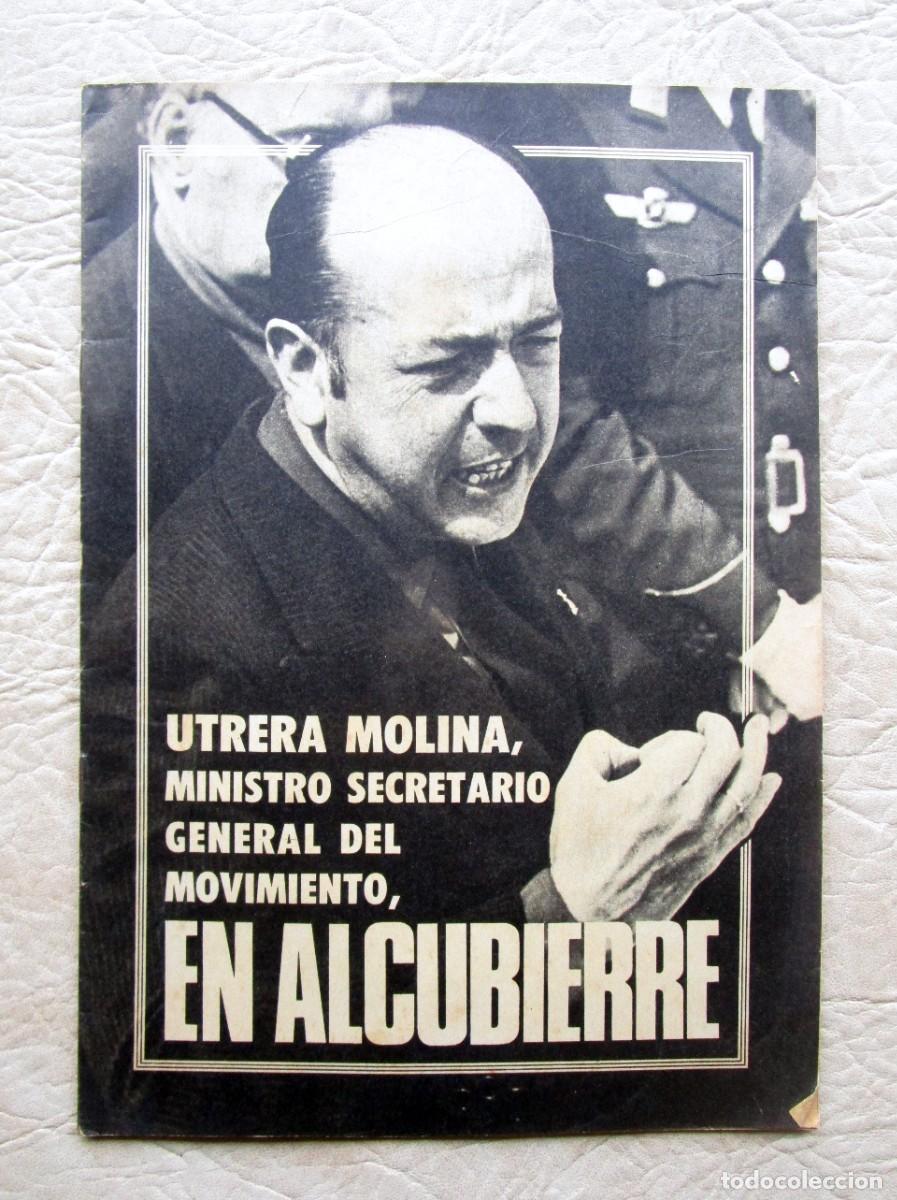 UTRERA MOLINA,
MINISTRO SECRETARIO
GENERAL DEL
MOVIMIENTO,
EN ALCUBIERRE
todocoleccion